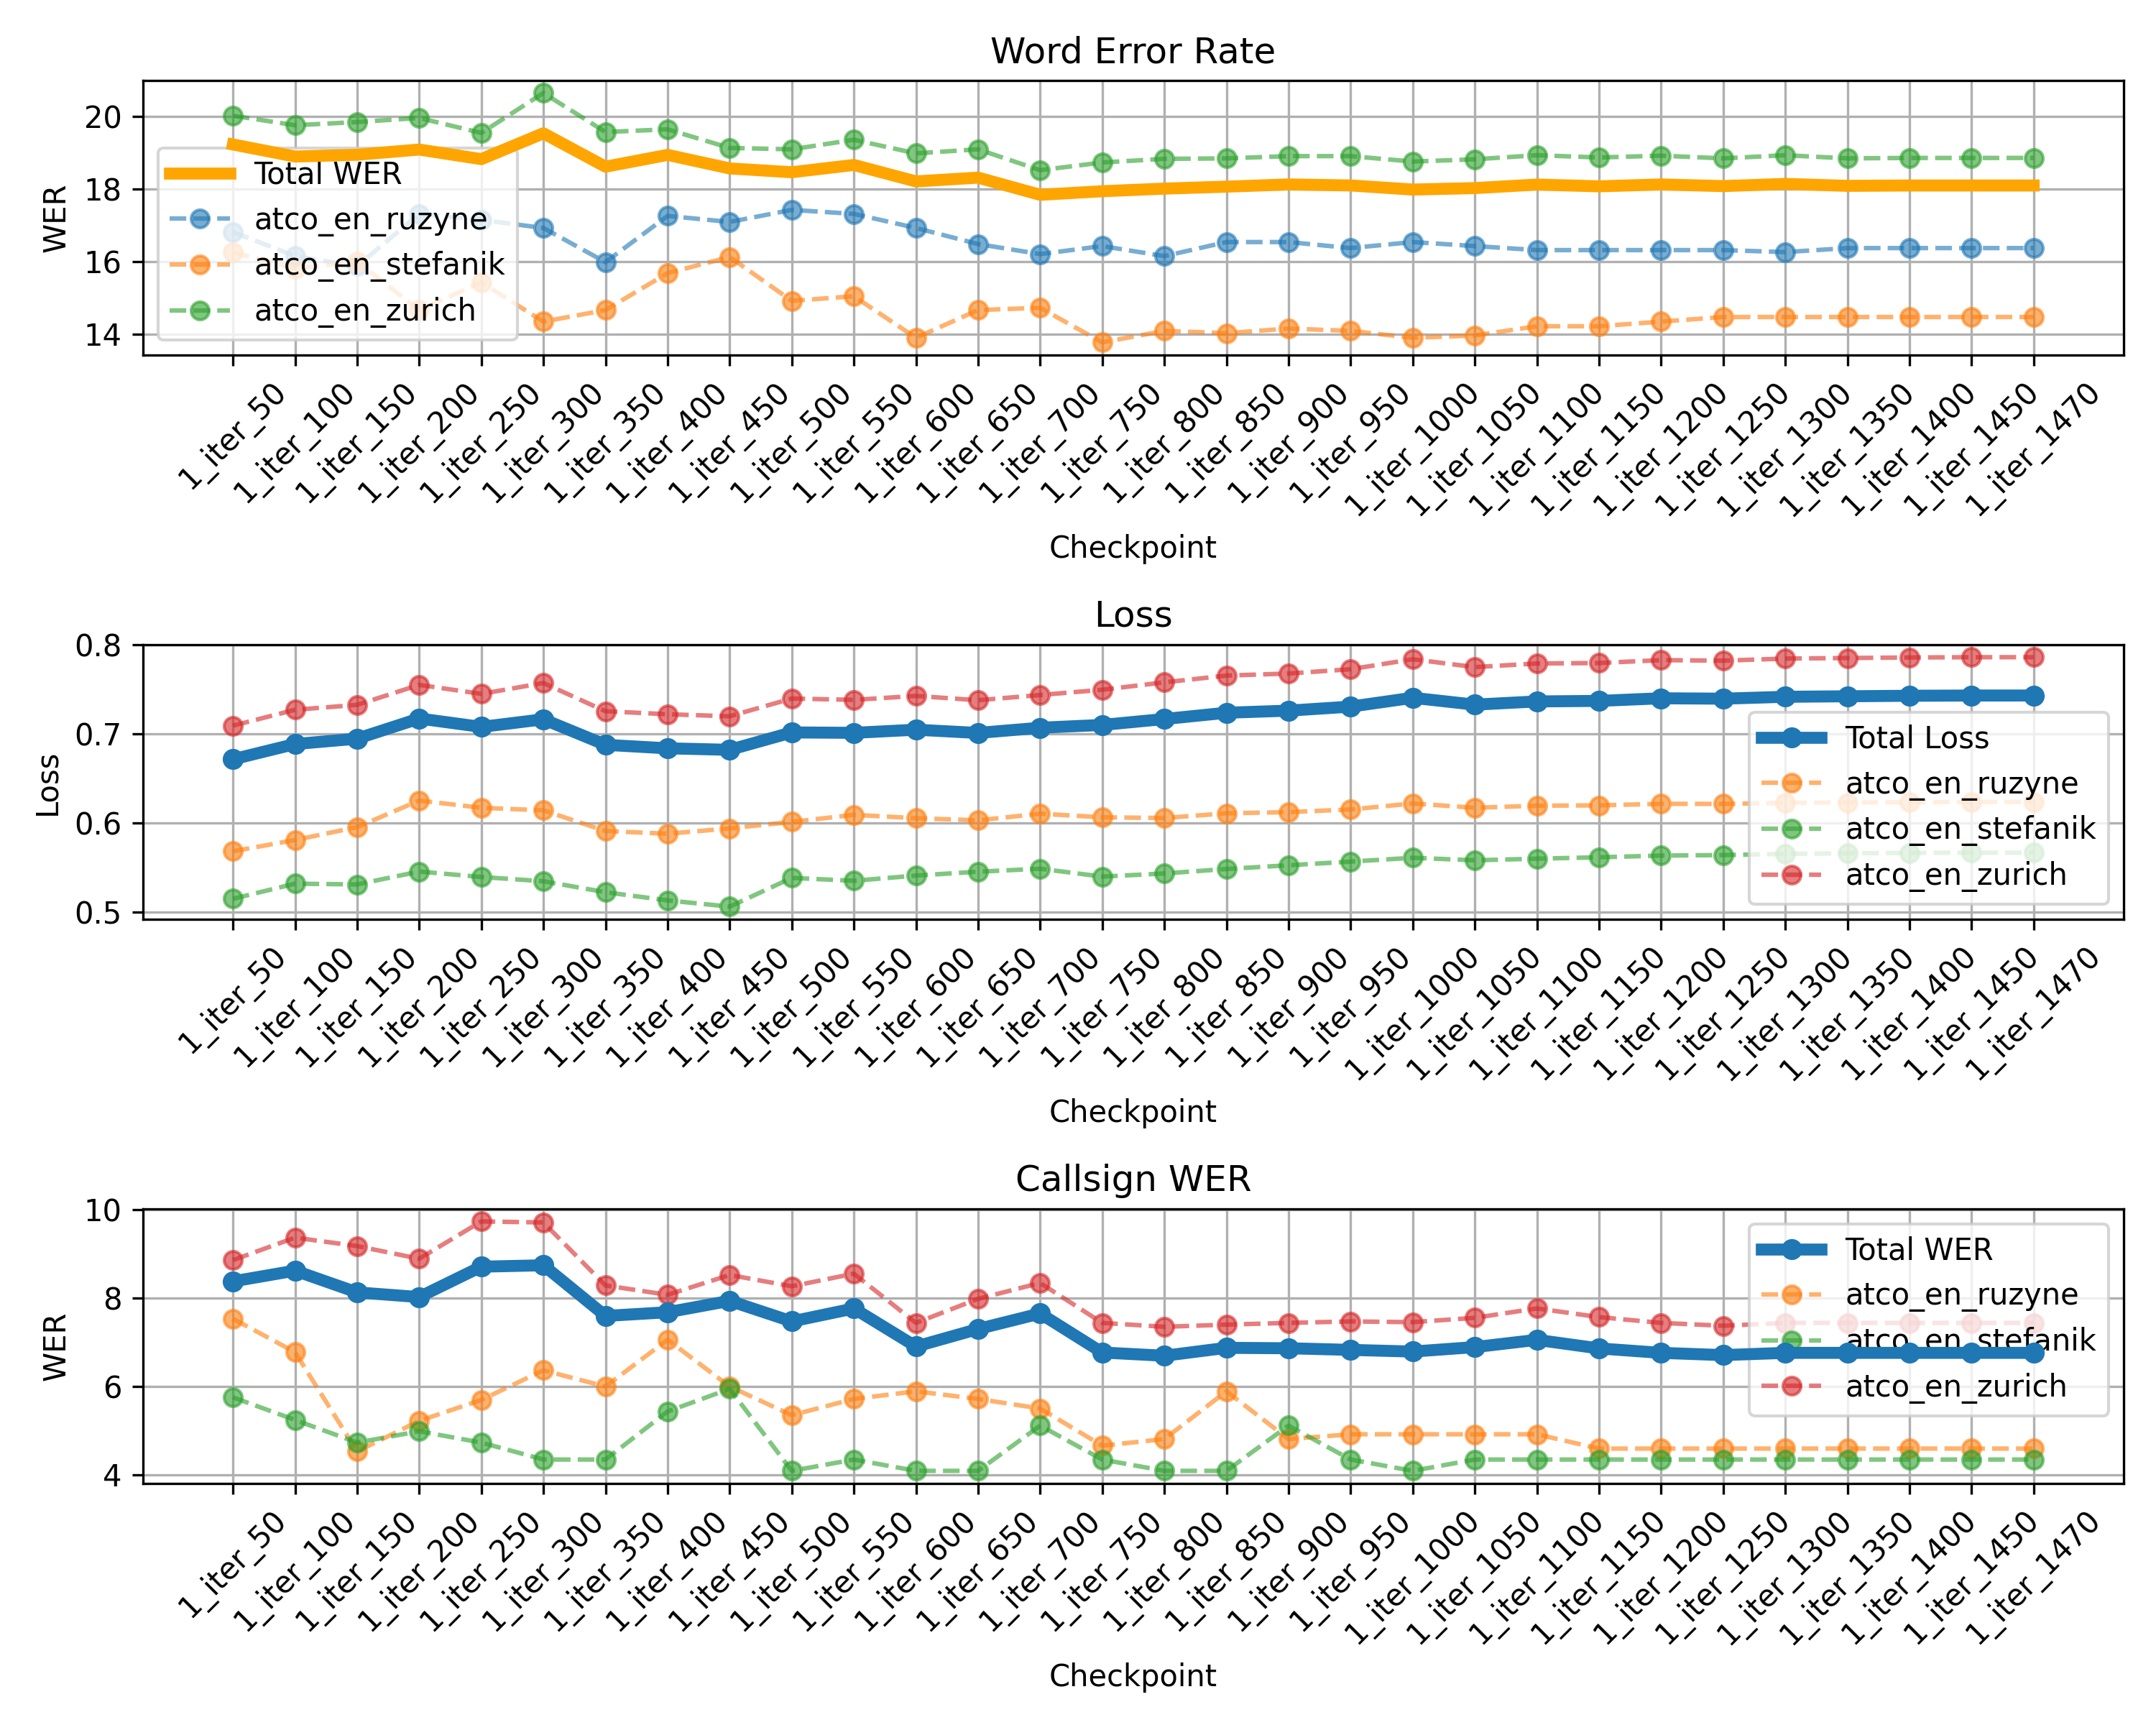 Word Error Rate
WER
20
18
16
14
Total WER
atco_en_ruzyne
atco_en_stefanik
atco_en_zurich
1_iter_50
1_iter_100
1_iter_150
1_iter_200
1_iter_250
1_iter_300
1_iter_350
1_iter_400
1_iter_450
1_iter_500
1_iter_550
1_iter_600
1_iter_650
1_iter_700
1_iter_750
1_iter_800
1_iter_850
1_iter_900
1_iter_950
1_iter_1000
1_iter_1050
1_iter_1100
1_iter_1150
1_iter_1200
1_iter_1250
1_iter_1300
1_iter_1350
1_iter_1400
1_iter_1450
1_iter_1470
Checkpoint
Loss
Loss
0.8
0.7
0.6
0.5
Total Loss
atco_en_ruzyne
atco_en_stefanik
atco_en_zurich
1_iter_50
1_iter_100
1_iter_150
1_iter_200
1_iter_250
1_iter_300
1_iter_350
1_iter_400
1_iter_450
1_iter_500
1_iter_550
1_iter_600
1_iter_650
1_iter_700
1_iter_750
1_iter_800
1_iter_850
1_iter_900
1_iter_950
1_iter_1000
1_iter_1050
1_iter_1100
1_iter_1150
1_iter_1200
1_iter_1250
1_iter_1300
1_iter_1350
1_iter_1400
1_iter_1450
1_iter_1470
Checkpoint
Callsign WER
WER
10
8
6
4
Total WER
atco_en_ruzyne
atco_en_stefanik
atco_en_zurich
1_iter_50
1_iter_100
1_iter_150
1_iter_200
1_iter_250
1_iter_300
1_iter_350
1_iter_400
1_iter_450
1_iter_500
1_iter_550
1_iter_600
1_iter_650
1_iter_700
1_iter_750
1_iter_800
1_iter_850
1_iter_900
1_iter_950
1_iter_1000
1_iter_1050
1_iter_1100
1_iter_1150
1_iter_1200
1_iter_1250
1_iter_1300
1_iter_1350
1_iter_1400
1_iter_1450
1_iter_1470
Checkpoint